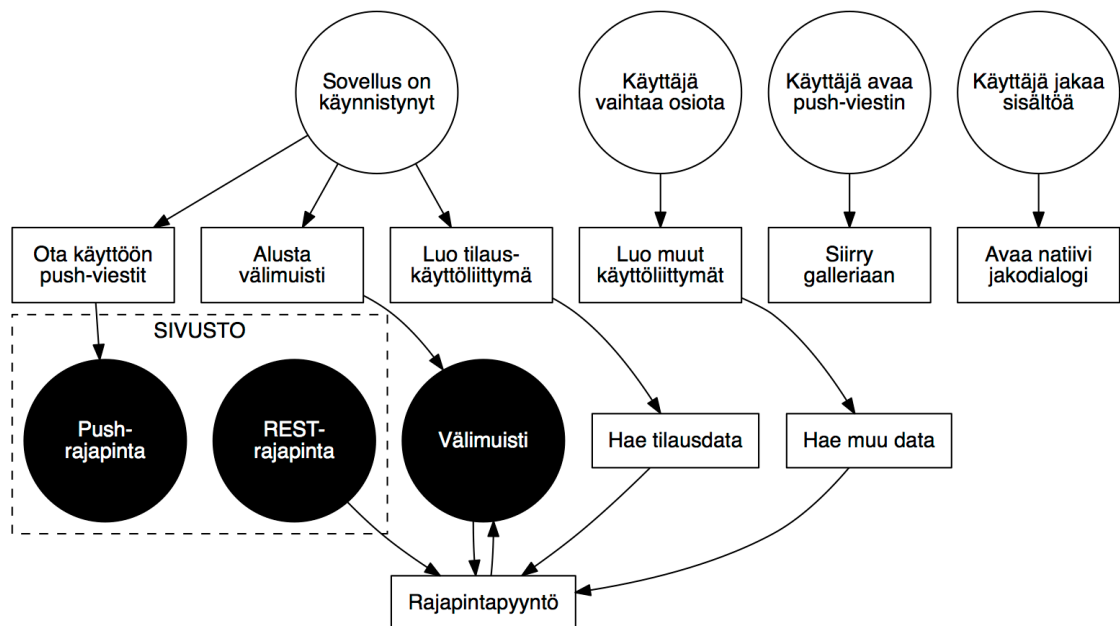 Sovellus on
käynnistynyt
Käyttäjä
vaihtaa osiota
Käyttäjä avaa
push-viestin
Käyttäjä jakaa
sisältöä
Ota käyttöön
push-viestit
Alusta
välimuisti
Luo tilaus-
käyttöliittymä
Luo muut
käyttöliittymät
Siirry
galleriaan
Avaa natiivi
jakodialogi
SIVUSTO
Push-
rajapinta
REST-
rajapinta
Välimuisti
Hae tilausdata
Hae muu data
Rajapintapyyntö